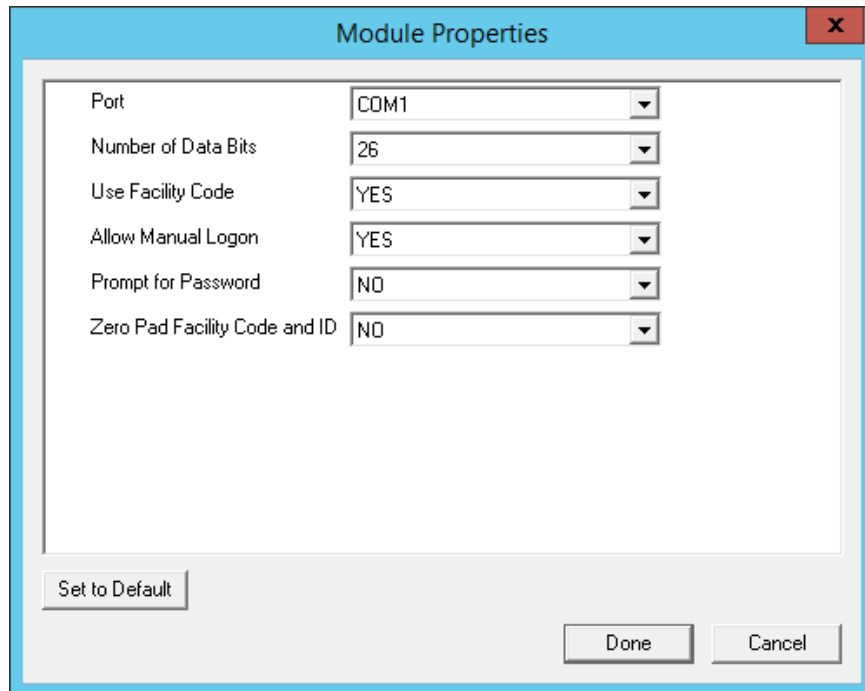 Module Properties
x
Port COM1
Number of Data Bits 26
Use Facility Code YES
Allow Manual Logon YES
Prompt for Password NO
Zero Pad Facility Code and ID NO
Set to Default
Done Cancel